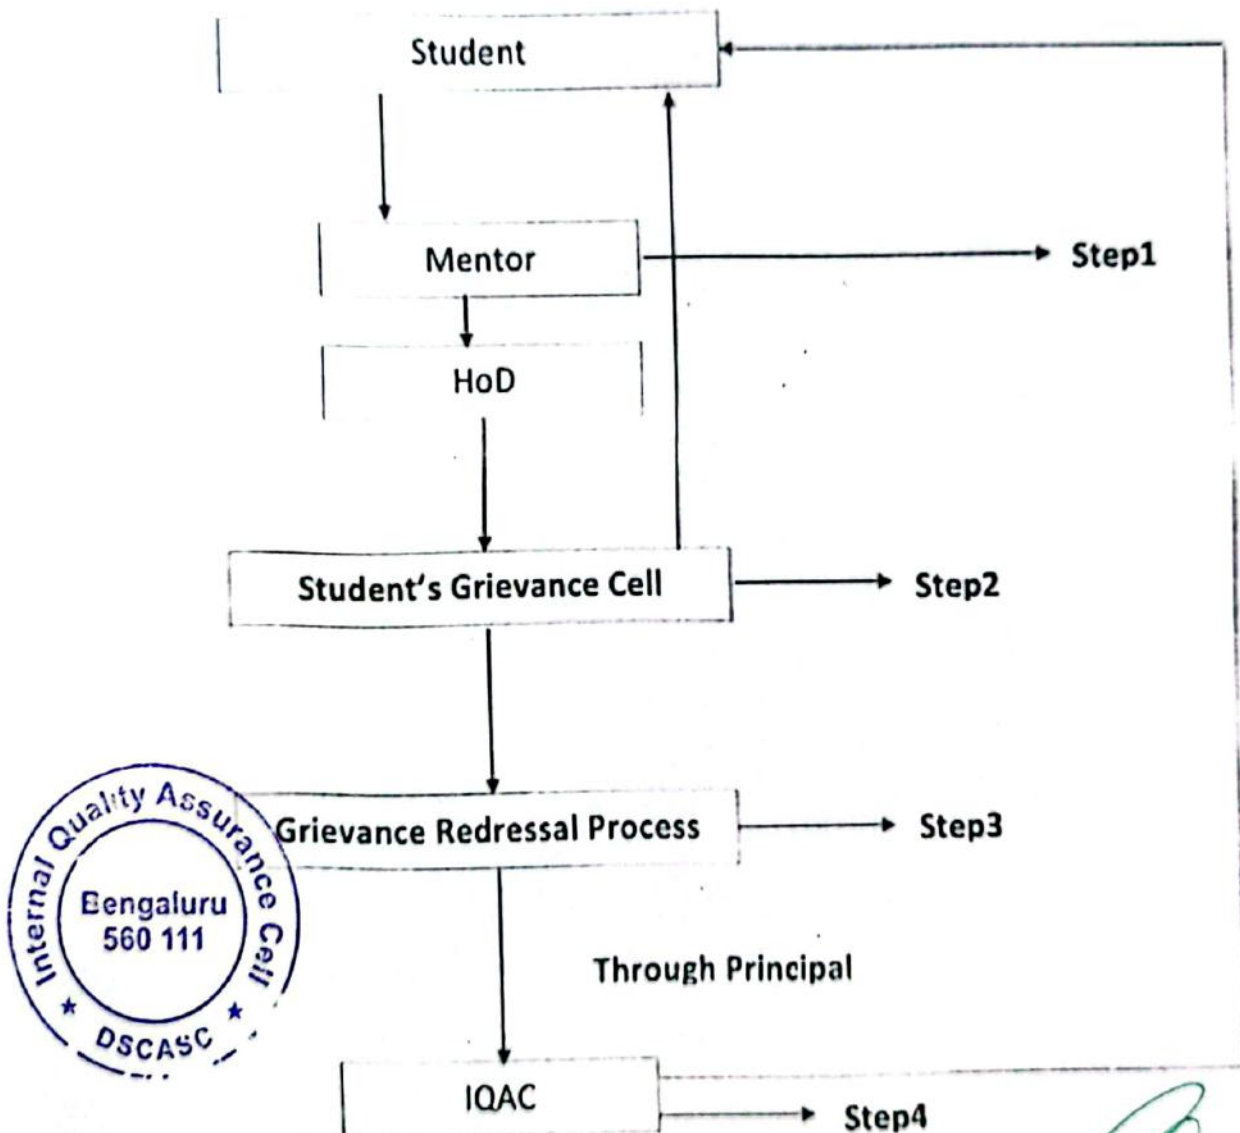 Student
Mentor
Step1
HoD
Student's Grievance Cell
Step2
Grievance Redressal Process
Step3
Internal Quality Assurance Cell
Bengaluru
560 111
★ DSCASC ★
Through Principal
IQAC
Step4